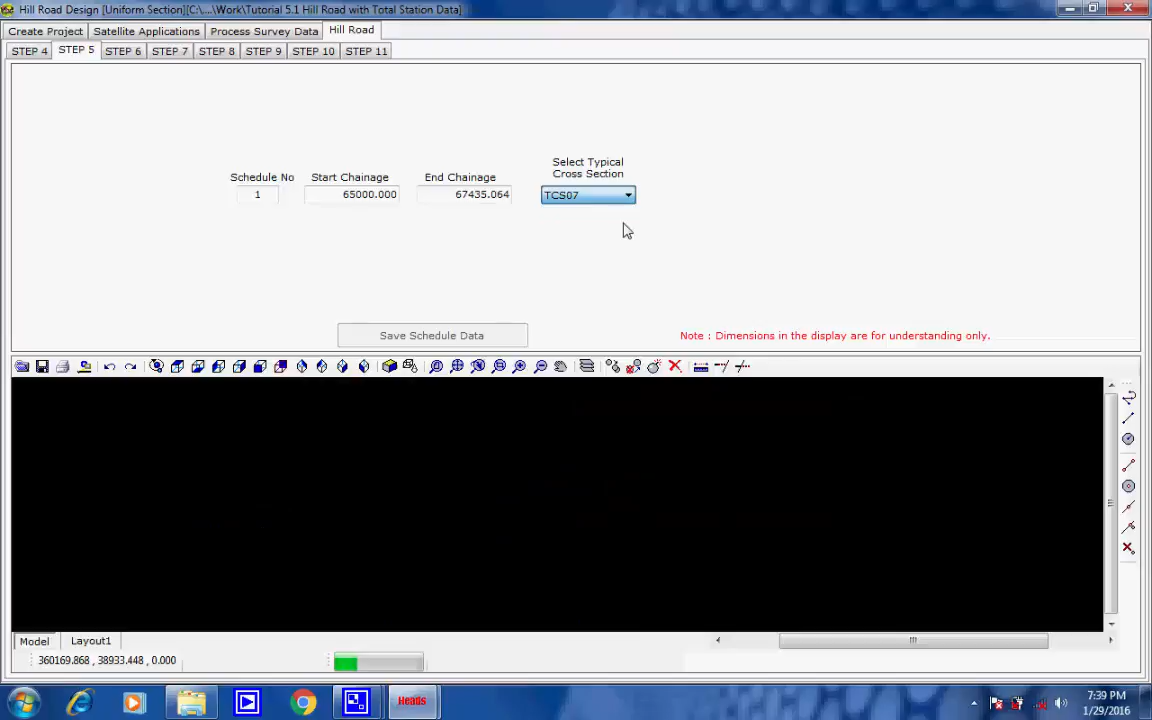 Hill Road Design [Uniform Section][C:\....\Work\Tutorial 5.1 Hill Road with Total Station Data]
Create Project Satellite Applications Process Survey Data Hill Road
STEP 4 STEP 5 STEP 6 STEP 7 STEP 8 STEP 9 STEP 10 STEP 11
Select Typical
Cross Section
Schedule No Start Chainage End Chainage
1 65000.000 67435.064 TCS07
Save Schedule Data
Note : Dimensions in the display are for understanding only.
Model Layout1
360169.868 , 38933.448 , 0.000
Heads
7:39 PM
1/29/2016